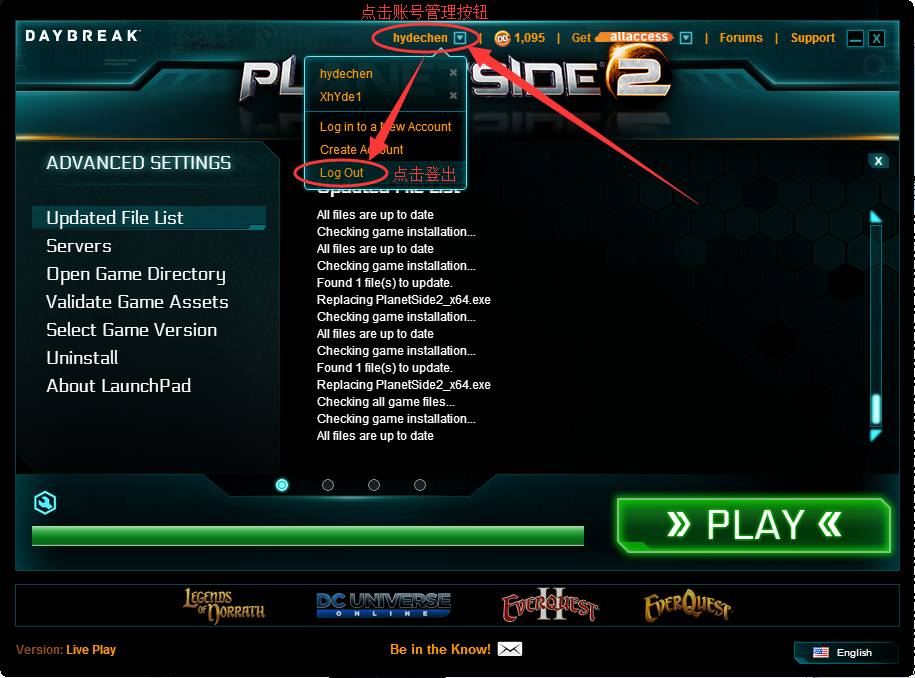 点击账号管理按钮
DAYBREAK
hydechen | DBG 1,095 | Get allaccess | Forums | Support X
PLANETSIDE 2
hydechen
XhYde1
Log in to a New Account
Create Account
Log Out
点击登出
ADVANCED SETTINGS
X
Updated File List
Servers
Open Game Directory
Validate Game Assets
Select Game Version
Uninstall
About LaunchPad
Updated File List
All files are up to date
Checking game installation...
All files are up to date
Checking game installation...
Found 1 file(s) to update.
Replacing PlanetSide2_x64.exe
Checking game installation...
All files are up to date
Checking game installation...
Found 1 file(s) to update.
Replacing PlanetSide2_x64.exe
Checking all game files...
Checking game installation...
All files are up to date
» PLAY «
LEGENDS OF NORRATH
DC UNIVERSE ONLINE
EVERQUEST II
EVERQUEST
Version: Live Play
Be in the Know!
English